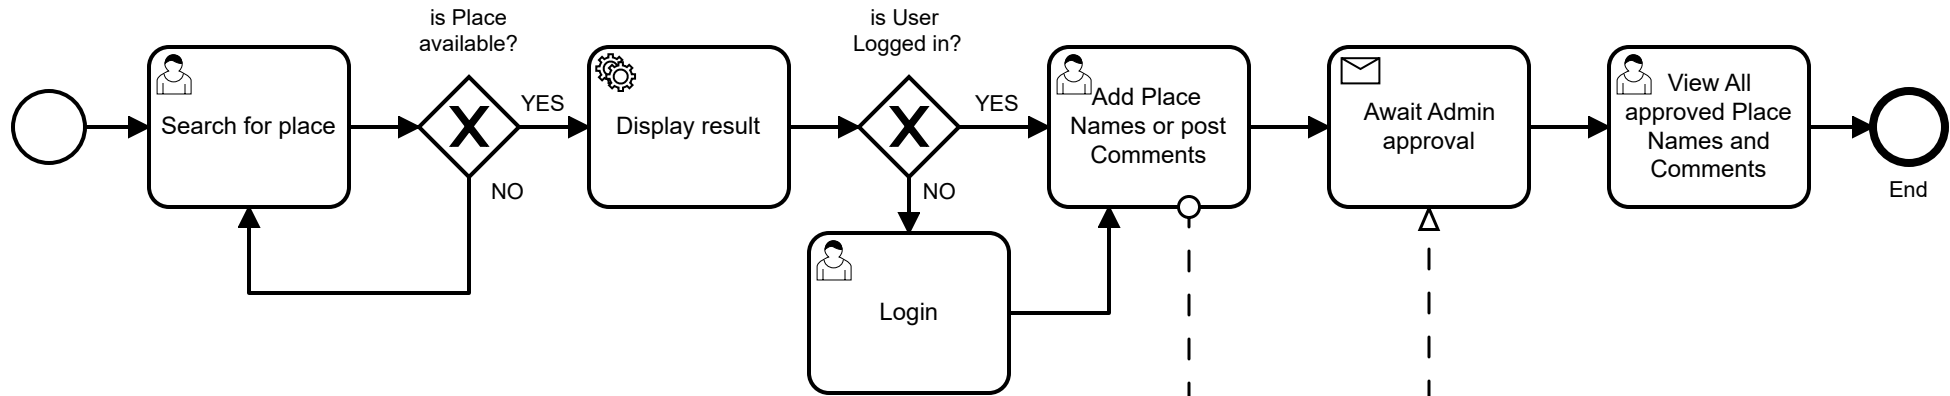 is Place
available?
is User
Logged in?
Search for place
YES
NO
Display result
YES
NO
Login
Add Place
Names or post
Comments
Await Admin
approval
View All
approved Place
Names and
Comments
End